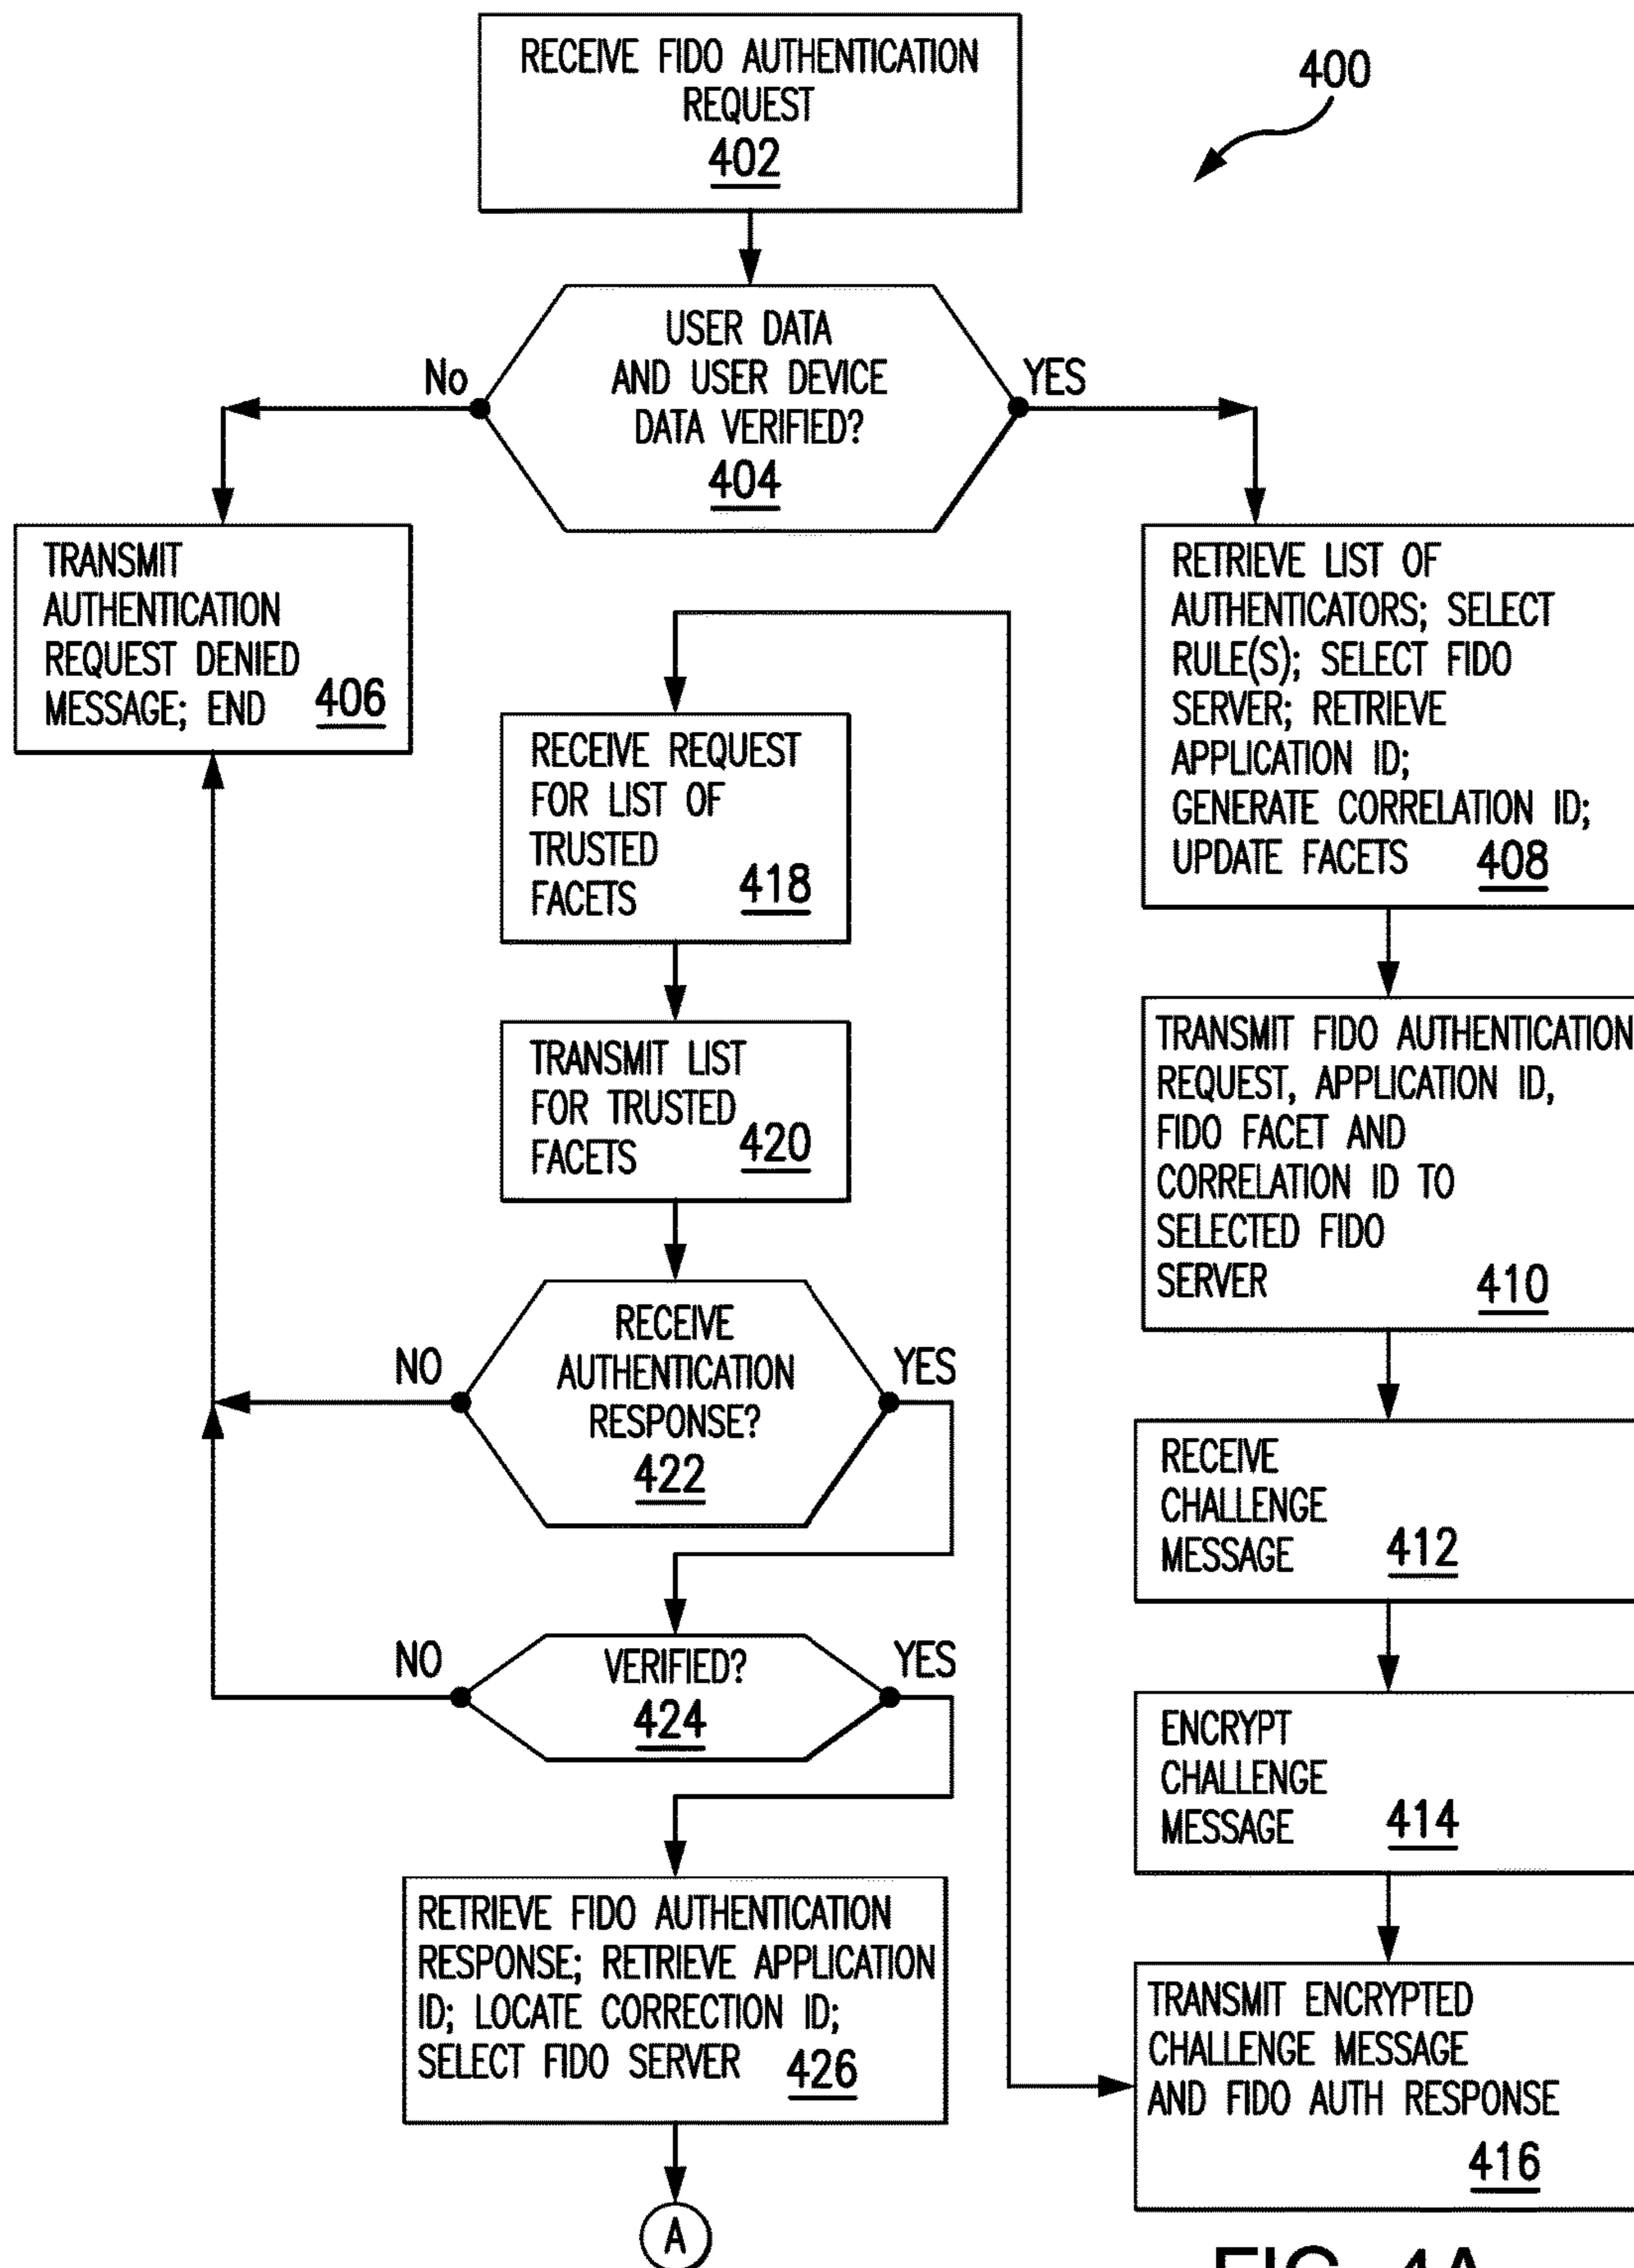 RECEIVE FIDO AUTHENTICATION
REQUEST
402
400
USER DATA
AND USER DEVICE
DATA VERIFIED?
404
No
YES
TRANSMIT
AUTHENTICATION
REQUEST DENIED
MESSAGE; END
406
RETRIEVE LIST OF
AUTHENTICATORS; SELECT
RULE(S); SELECT FIDO
SERVER; RETRIEVE
APPLICATION ID;
GENERATE CORRELATION ID;
UPDATE FACETS
408
TRANSMIT FIDO AUTHENTICATION
REQUEST, APPLICATION ID,
FIDO FACET AND
CORRELATION ID TO
SELECTED FIDO
SERVER
410
RECEIVE
CHALLENGE
MESSAGE
412
ENCRYPT
CHALLENGE
MESSAGE
414
TRANSMIT ENCRYPTED
CHALLENGE MESSAGE
AND FIDO AUTH RESPONSE
416
RECEIVE REQUEST
FOR LIST OF
TRUSTED
FACETS
418
TRANSMIT LIST
FOR TRUSTED
FACETS
420
RECEIVE
AUTHENTICATION
RESPONSE?
422
NO
YES
VERIFIED?
424
NO
YES
RETRIEVE FIDO AUTHENTICATION
RESPONSE; RETRIEVE APPLICATION
ID; LOCATE CORRECTION ID;
SELECT FIDO SERVER
426
A
FIG. 4A